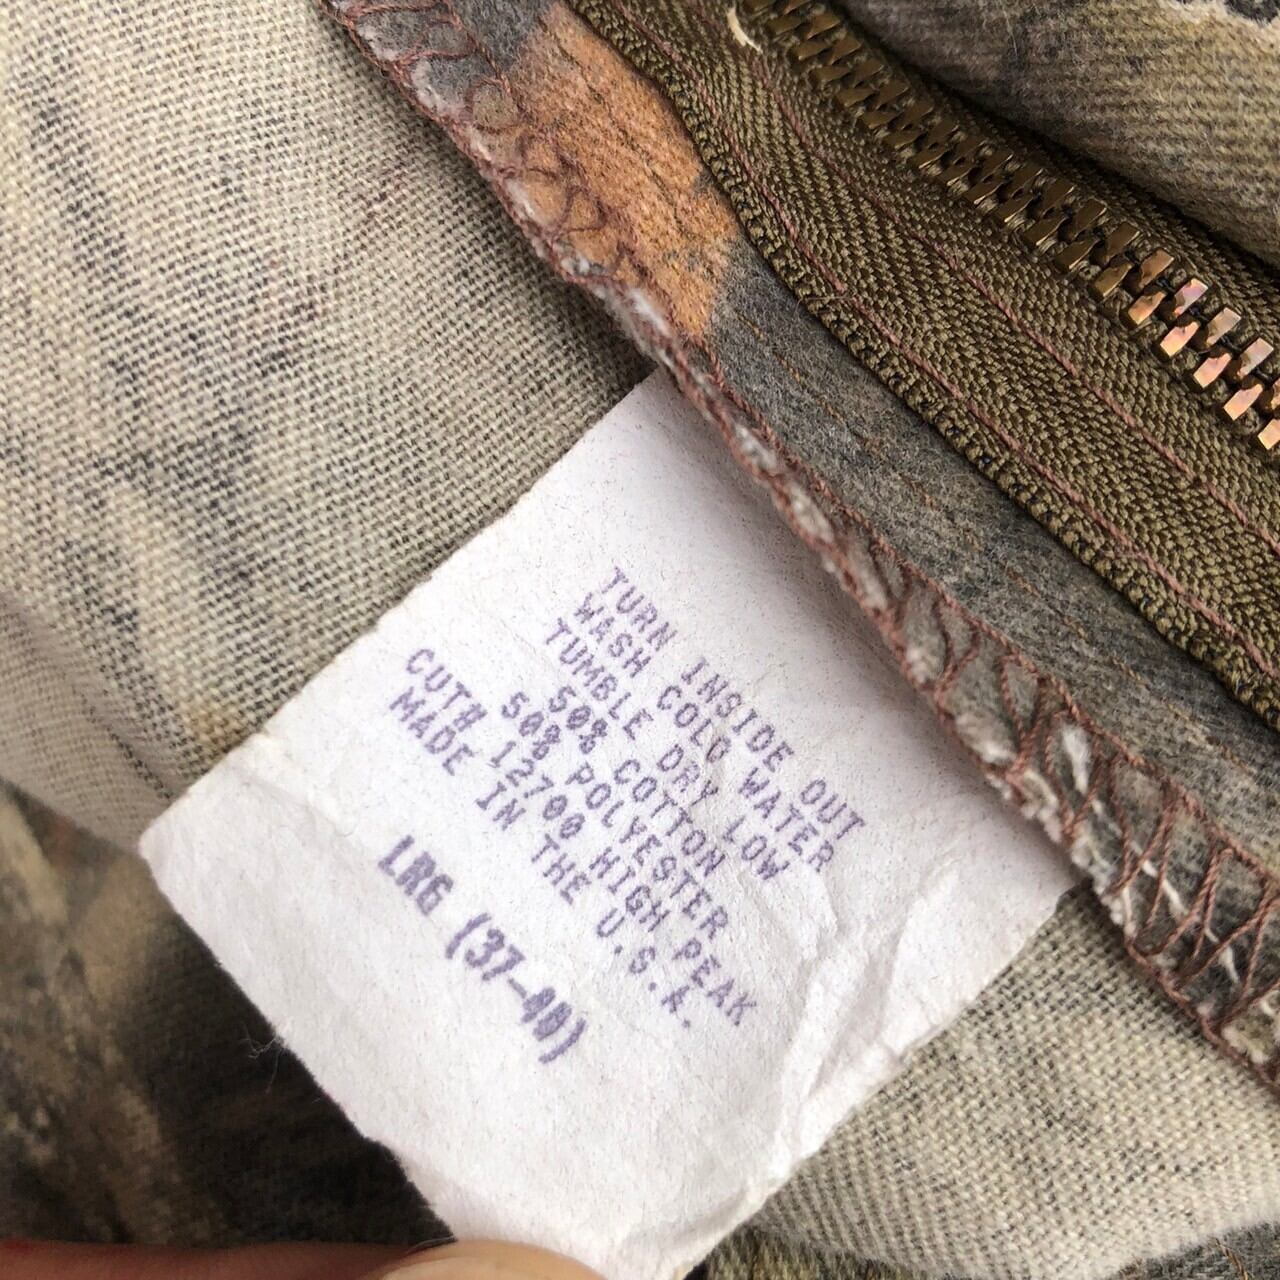 TURN INSIDE OUT
WASH COLD WATER
TUMBLE DRY LOW
50% COTTON
50% POLYESTER
CUT# 12700 HIGH PEAK
MADE IN THE U.S.A.
LRG (37-40)